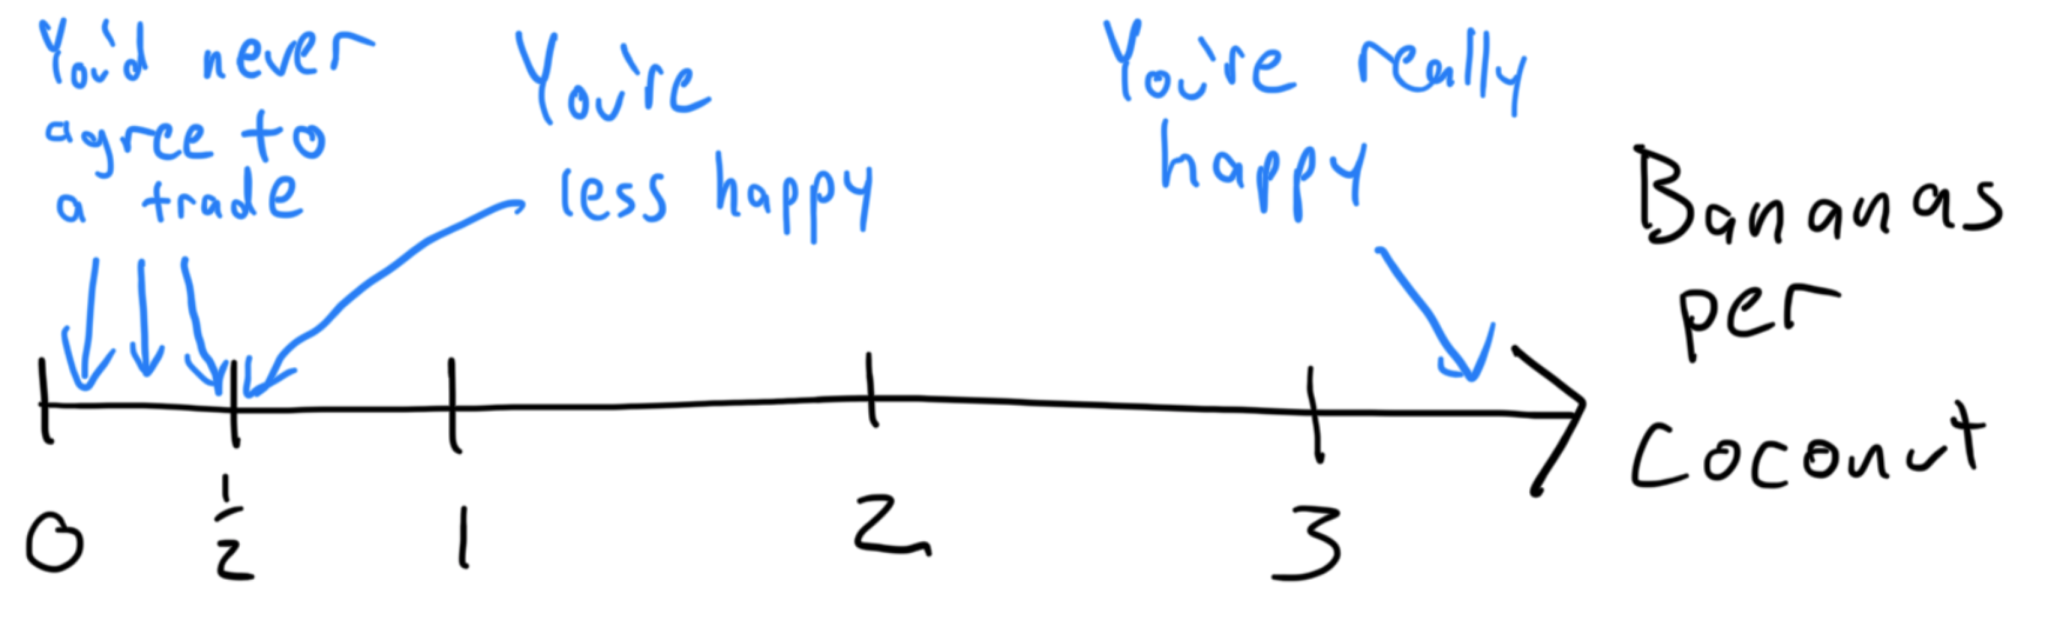 You'd never
agree to
a trade
You're
less happy
You're really
happy
Bananas
per
Coconut
0
1/2
1
2
3